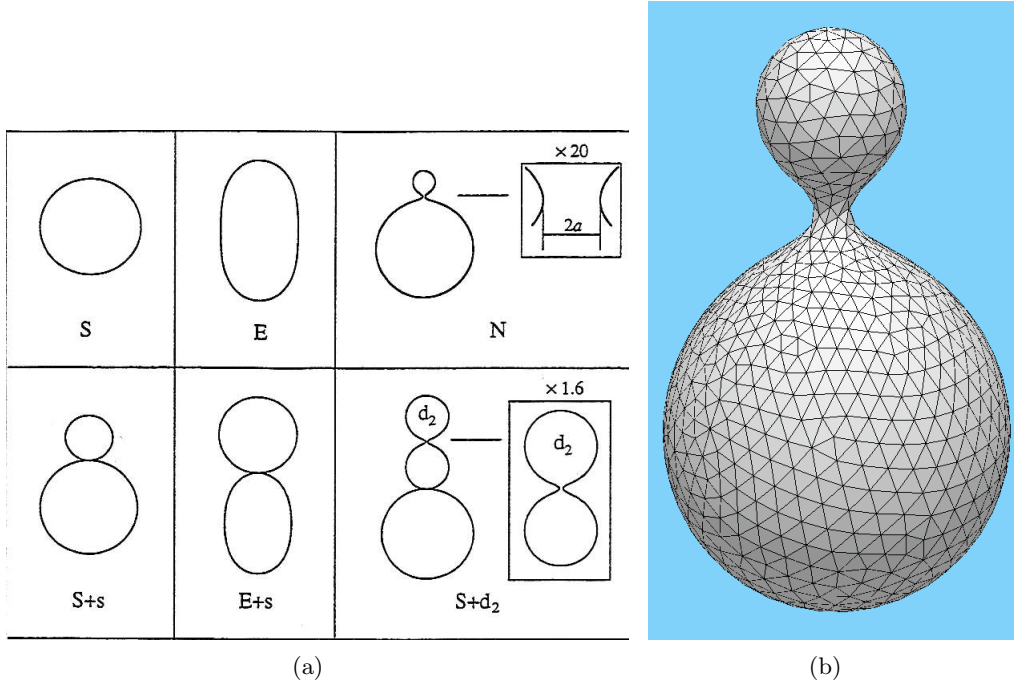 × 20
2a
S
E
N
× 1.6
d₂
d₂
S+s
E+s
S+d₂
(a)
(b)